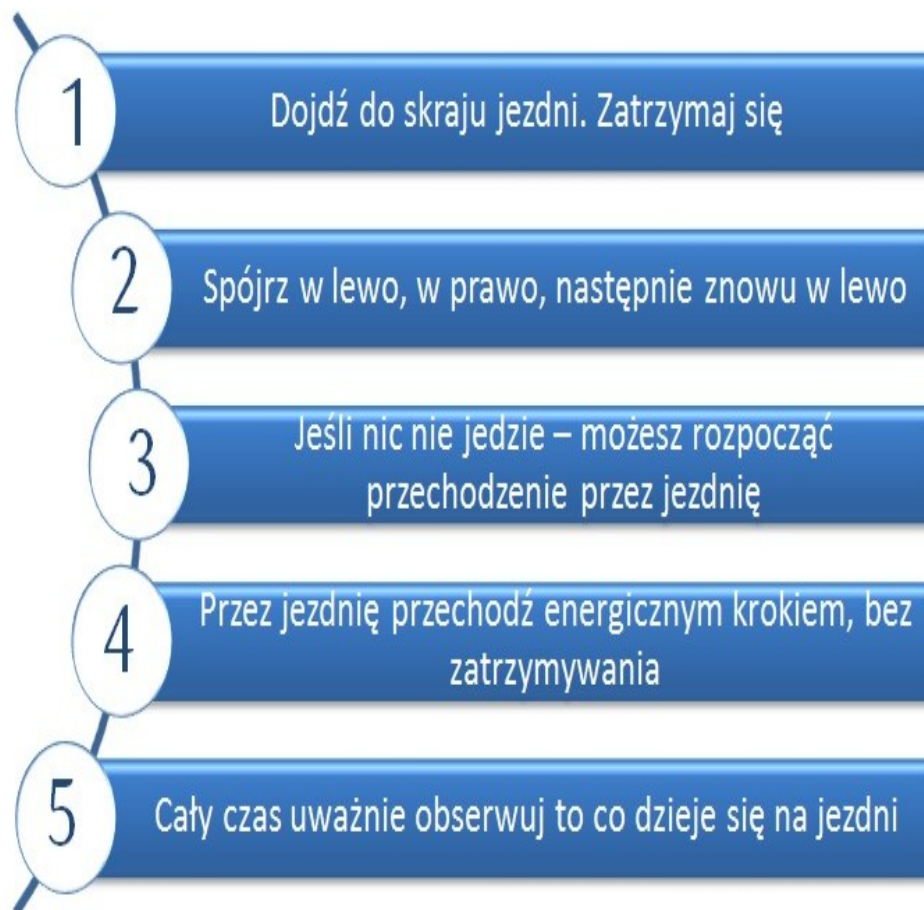 1
Dojdź do skraju jezdni. Zatrzymaj się
2
Spójrz w lewo, w prawo, następnie znowu w lewo
3
Jeśli nic nie jedzie – możesz rozpocząć
przechodzenie przez jezdnię
4
Przez jezdnię przechodź energicznym krokiem, bez
zatrzymywania
5
Cały czas uważnie obserwuj to co dzieje się na jezdni